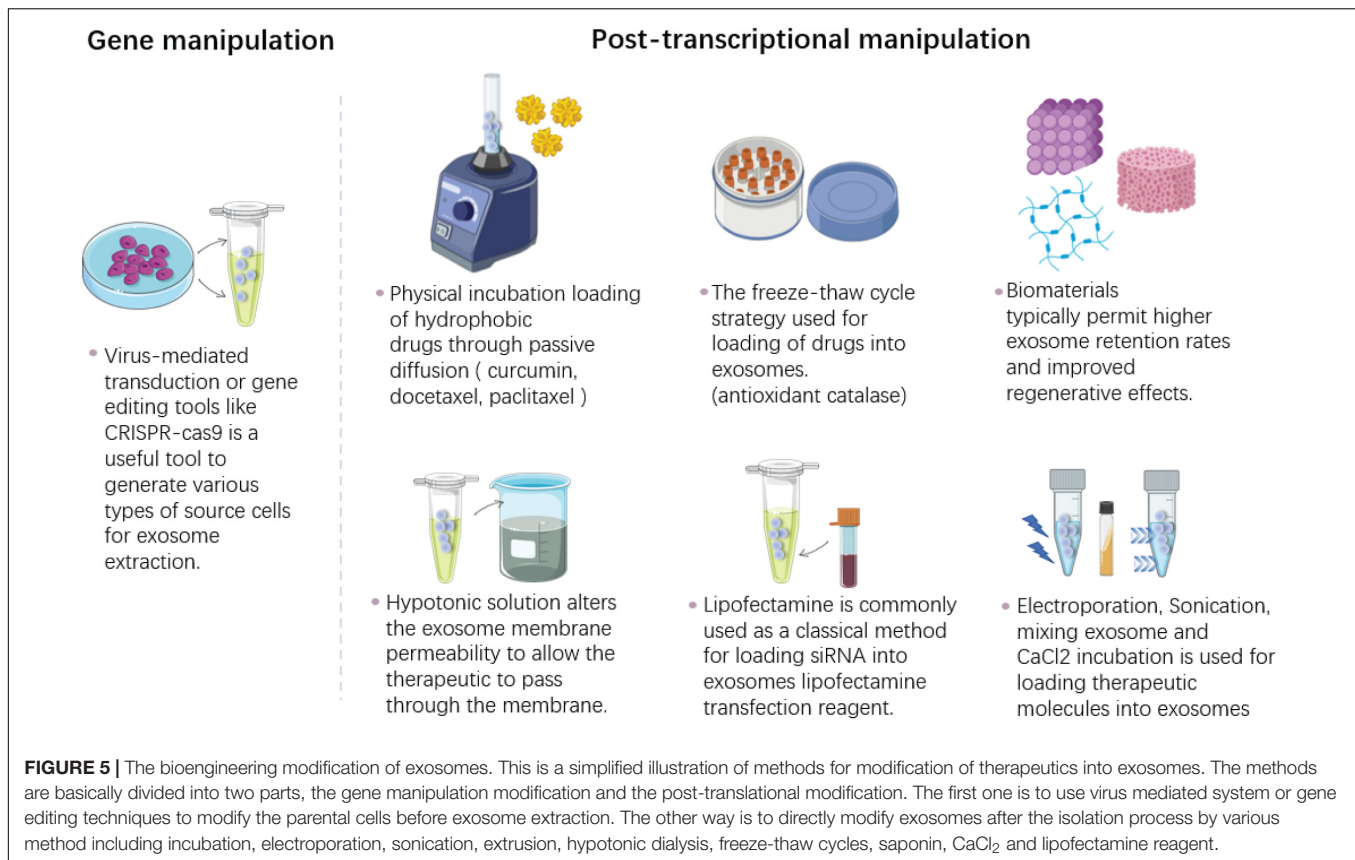 Gene manipulation
Post-transcriptional manipulation
• Virus-mediated
transduction or gene
editing tools like
CRISPR-cas9 is a
useful tool to
generate various
types of source cells
for exosome
extraction.
• Physical incubation loading
of hydrophobic
drugs through passive
diffusion ( curcumin,
docetaxel, paclitaxel )
• The freeze-thaw cycle
strategy used for
loading of drugs into
exosomes.
(antioxidant catalase)
• Biomaterials
typically permit higher
exosome retention rates
and improved
regenerative effects.
• Hypotonic solution alters
the exosome membrane
permeability to allow the
therapeutic to pass
through the membrane.
• Lipofectamine is commonly
used as a classical method
for loading siRNA into
exosomes lipofectamine
transfection reagent.
• Electroporation, Sonication,
mixing exosome and
CaCl2 incubation is used for
loading therapeutic
molecules into exosomes
FIGURE 5 | The bioengineering modification of exosomes. This is a simplified illustration of methods for modification of therapeutics into exosomes. The methods
are basically divided into two parts, the gene manipulation modification and the post-translational modification. The first one is to use virus mediated system or gene
editing techniques to modify the parental cells before exosome extraction. The other way is to directly modify exosomes after the isolation process by various
method including incubation, electroporation, sonication, extrusion, hypotonic dialysis, freeze-thaw cycles, saponin, CaCl₂ and lipofectamine reagent.